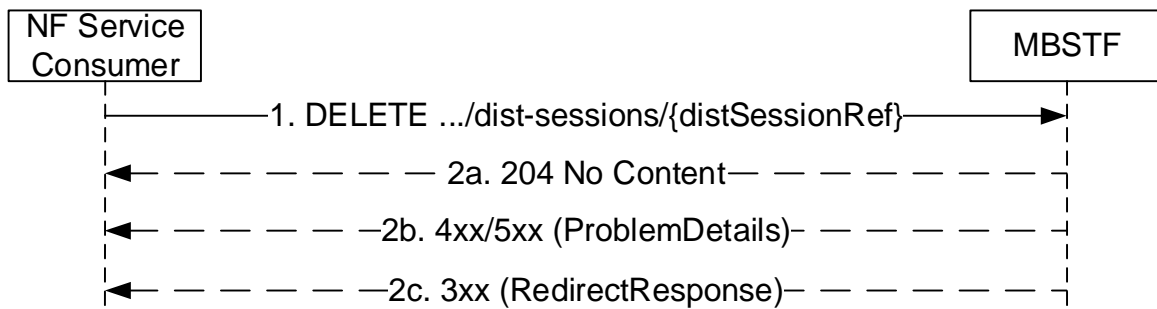 NF Service
Consumer
MBSTF
1. DELETE .../dist-sessions/{distSessionRef}
2a. 204 No Content
2b. 4xx/5xx (ProblemDetails)
2c. 3xx (RedirectResponse)